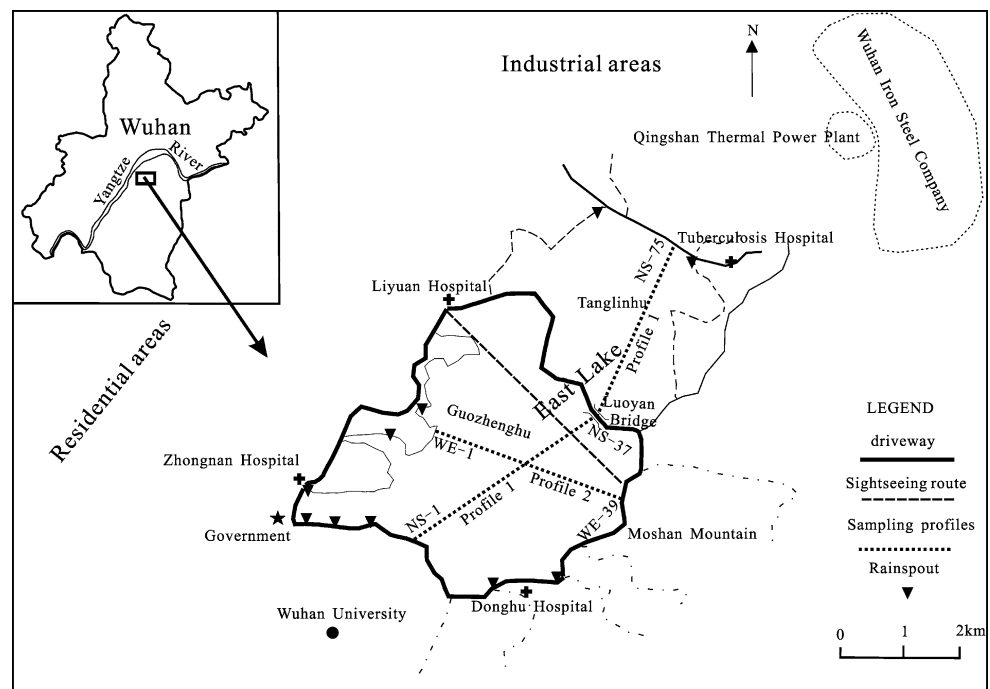 Wuhan
Yangtze
River
Industrial areas
N
Wuhan Iron Steel Company
Qingshan Thermal Power Plant
Tuberculosis Hospital
NS-75
Tanglinhu
Profile 1
Liyuan Hospital
Residential areas
East Lake
Luoyan
Bridge
Guozhenghu
NS-37
WE-1
Zhongnan Hospital
Profile 2
Profile 1
NS-1
WE-39
Government
Moshan Mountain
Donghu Hospital
Wuhan University
LEGEND
driveway
Sightseeing route
Sampling profiles
Rainspout
0 1 2km